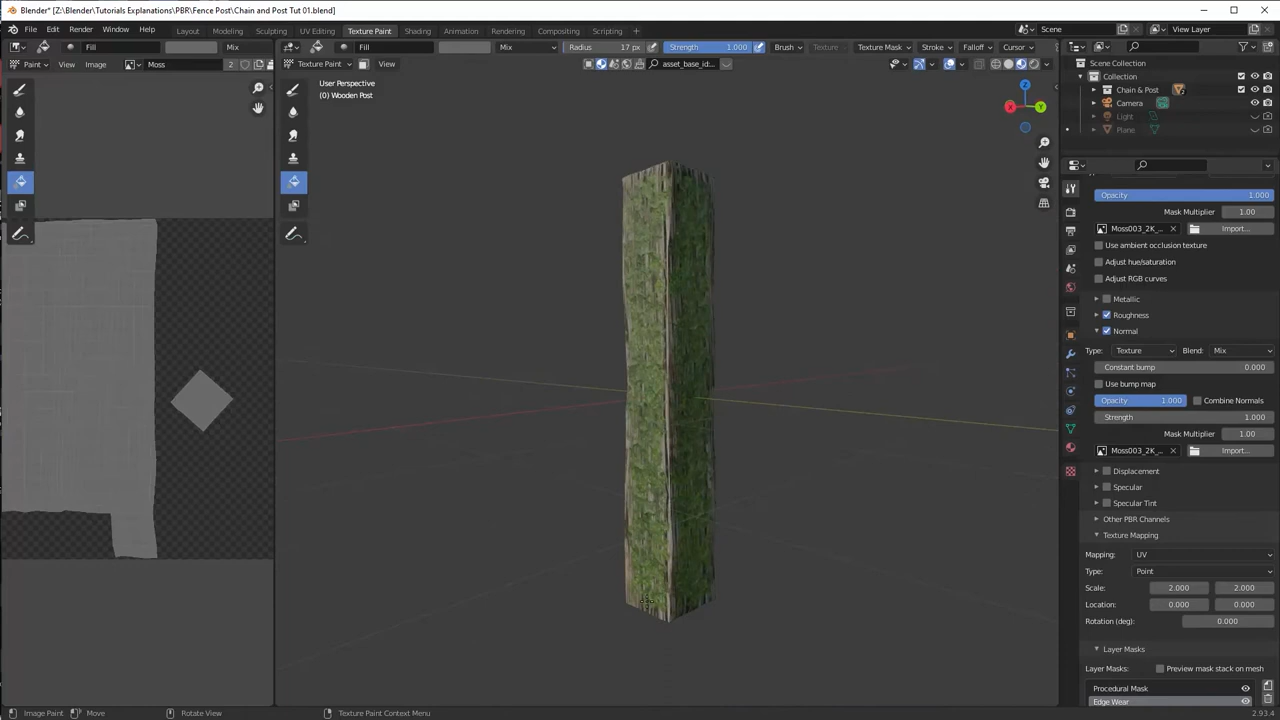 Blender* [Z:\Blender\Tutorials Explanations\PBR\Fence Post\Chain and Post Tut 01.blend]
File Edit Render Window Help Layout Modeling Sculpting UV Editing Texture Paint Shading Animation Rendering Compositing Scripting + Scene View Layer
Fill Mix Fill Mix Radius 17 px Strength 1.000 Brush Texture Texture Mask Stroke Falloff Cursor
Paint View Image Moss 2 Texture Paint View asset_base_id:...
Scene Collection
Collection
Chain & Post
Camera
Light
Plane
User Perspective
(0) Wooden Post
X Y Z
Opacity 1.000
Mask Multiplier 1.00
Moss003_2K_... Import...
Use ambient occlusion texture
Adjust hue/saturation
Adjust RGB curves
Metallic
Roughness
Normal
Type: Texture Blend: Mix
Constant bump 0.000
Use bump map
Opacity 1.000 Combine Normals
Strength 1.000
Mask Multiplier 1.00
Moss003_2K_... Import...
Displacement
Specular
Specular Tint
Other PBR Channels
Texture Mapping
Mapping: UV
Type: Point
Scale: 2.000 2.000
Location: 0.000 0.000
Rotation (deg): 0.000
Layer Masks
Layer Masks: Preview mask stack on mesh
Procedural Mask
Edge Wear
Image Paint Move Rotate View Texture Paint Context Menu 2.93.4